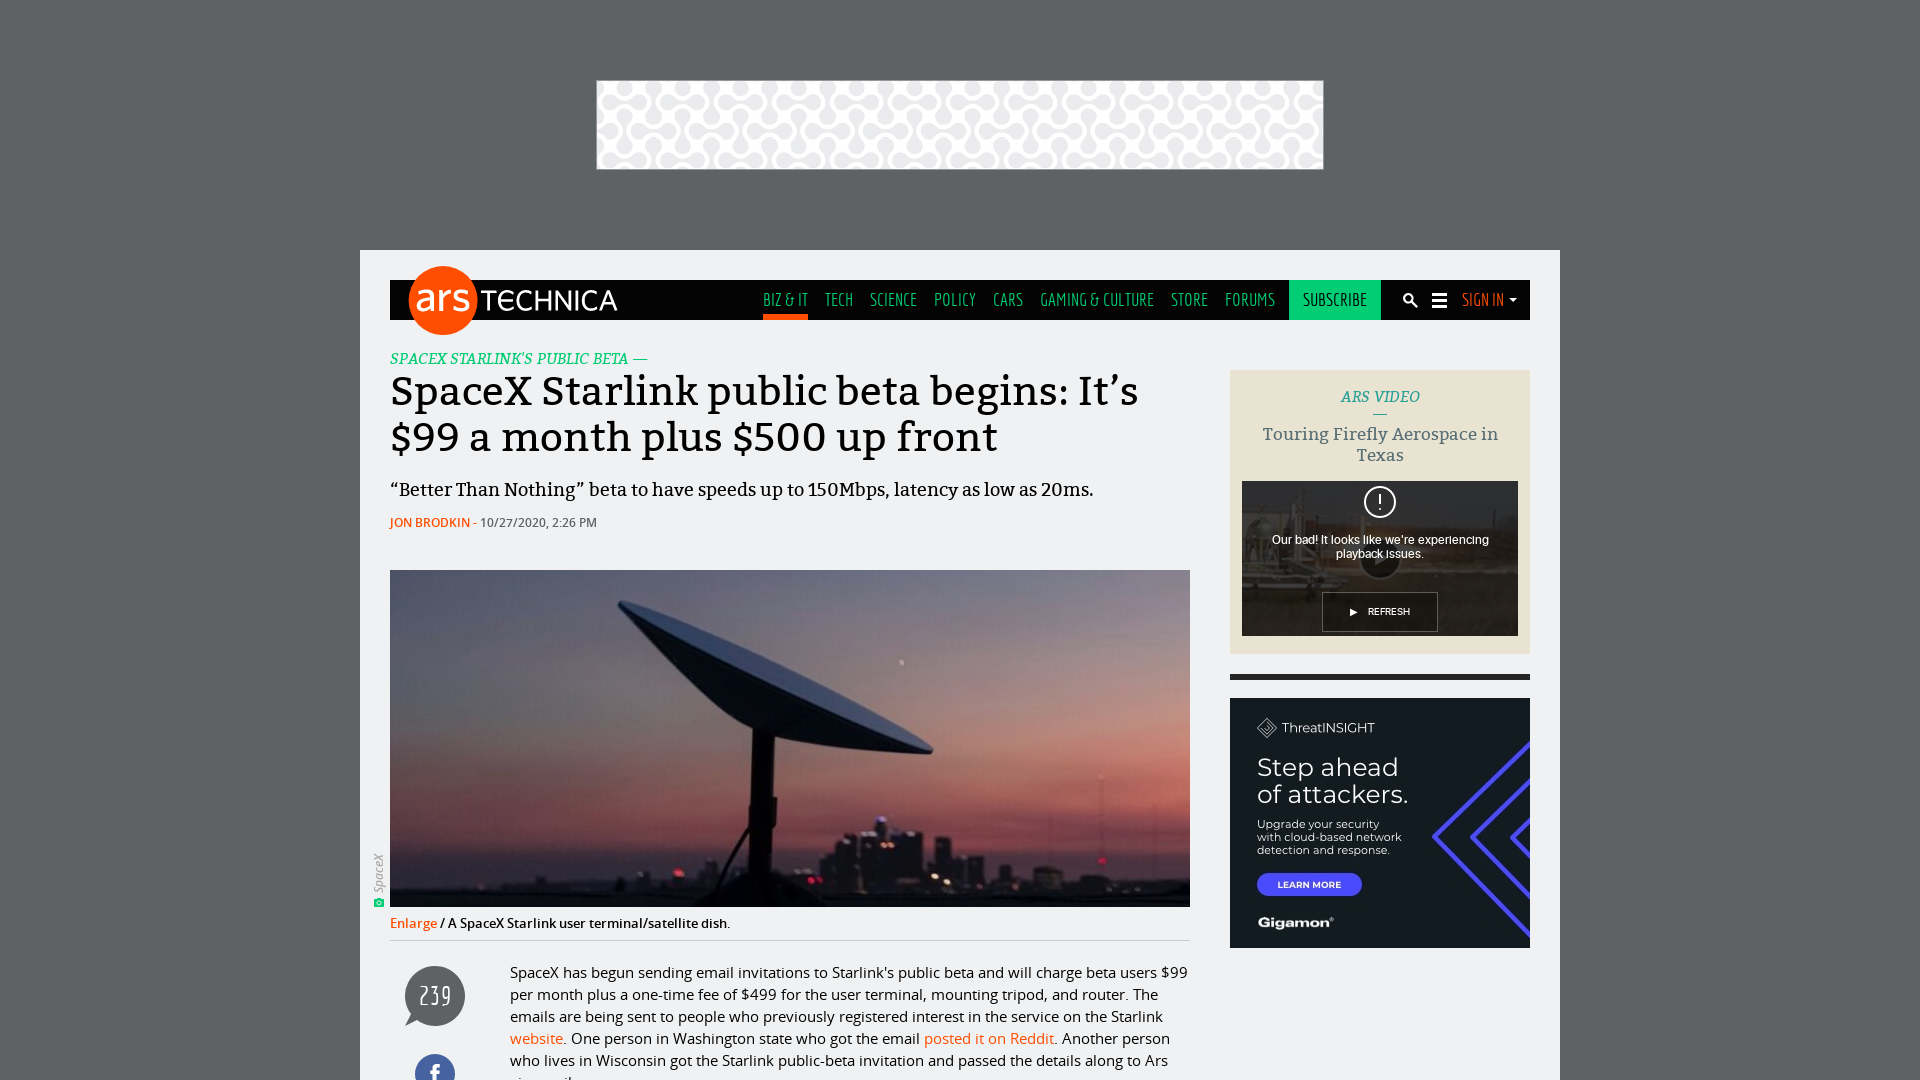 ars TECHNICA
BIZ & IT TECH SCIENCE POLICY CARS GAMING & CULTURE STORE FORUMS SUBSCRIBE SIGN IN
SPACEX STARLINK'S PUBLIC BETA —
SpaceX Starlink public beta begins: It’s
$99 a month plus $500 up front
“Better Than Nothing” beta to have speeds up to 150Mbps, latency as low as 20ms.
JON BRODKIN - 10/27/2020, 2:26 PM
SpaceX
Enlarge / A SpaceX Starlink user terminal/satellite dish.
239
SpaceX has begun sending email invitations to Starlink's public beta and will charge beta users $99
per month plus a one-time fee of $499 for the user terminal, mounting tripod, and router. The
emails are being sent to people who previously registered interest in the service on the Starlink
website. One person in Washington state who got the email posted it on Reddit. Another person
who lives in Wisconsin got the Starlink public-beta invitation and passed the details along to Ars
ARS VIDEO
Touring Firefly Aerospace in
Texas
Our bad! It looks like we're experiencing
playback issues.
REFRESH
ThreatINSIGHT
Step ahead
of attackers.
Upgrade your security
with cloud-based network
detection and response.
LEARN MORE
Gigamon®